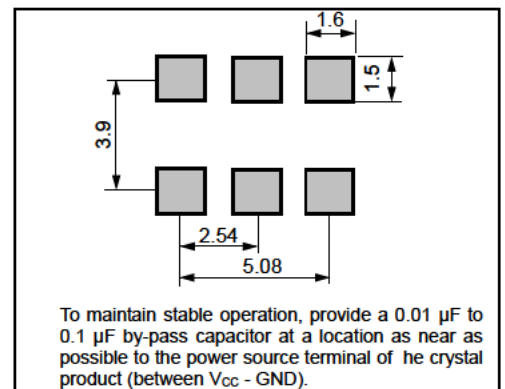 1.6
1.5
3.9
2.54
5.08
To maintain stable operation, provide a 0.01 µF to
0.1 µF by-pass capacitor at a location as near as
possible to the power source terminal of he crystal
product (between Vcc - GND).